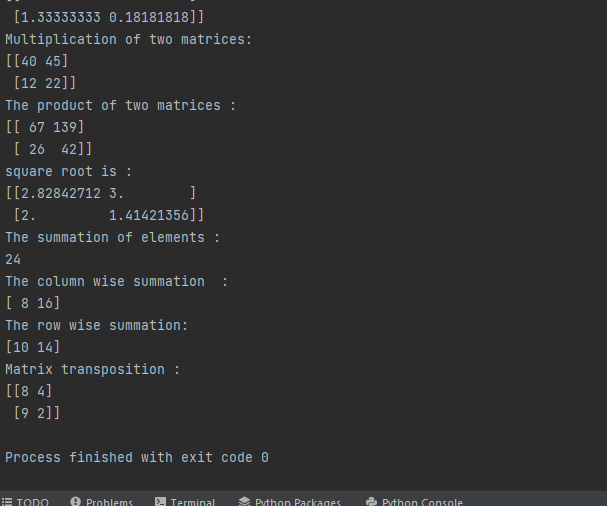 [1.33333333 0.18181818]]
Multiplication of two matrices:
[[40 45]
 [12 22]]
The product of two matrices :
[[ 67 139]
 [ 26  42]]
square root is :
[[2.82842712 3.        ]
 [2.         1.41421356]]
The summation of elements :
24
The column wise summation  :
[ 8 16]
The row wise summation:
[10 14]
Matrix transposition :
[[8 4]
 [9 2]]
Process finished with exit code 0
TODO Problems Terminal Python Packages Python Console